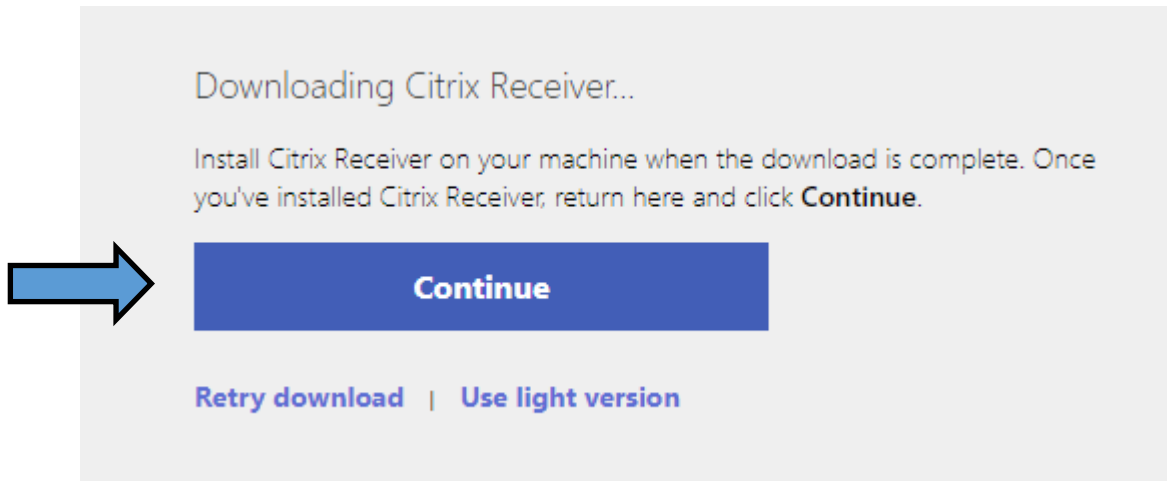 Downloading Citrix Receiver...
Install Citrix Receiver on your machine when the download is complete. Once
you've installed Citrix Receiver, return here and click Continue.
Continue
Retry download | Use light version